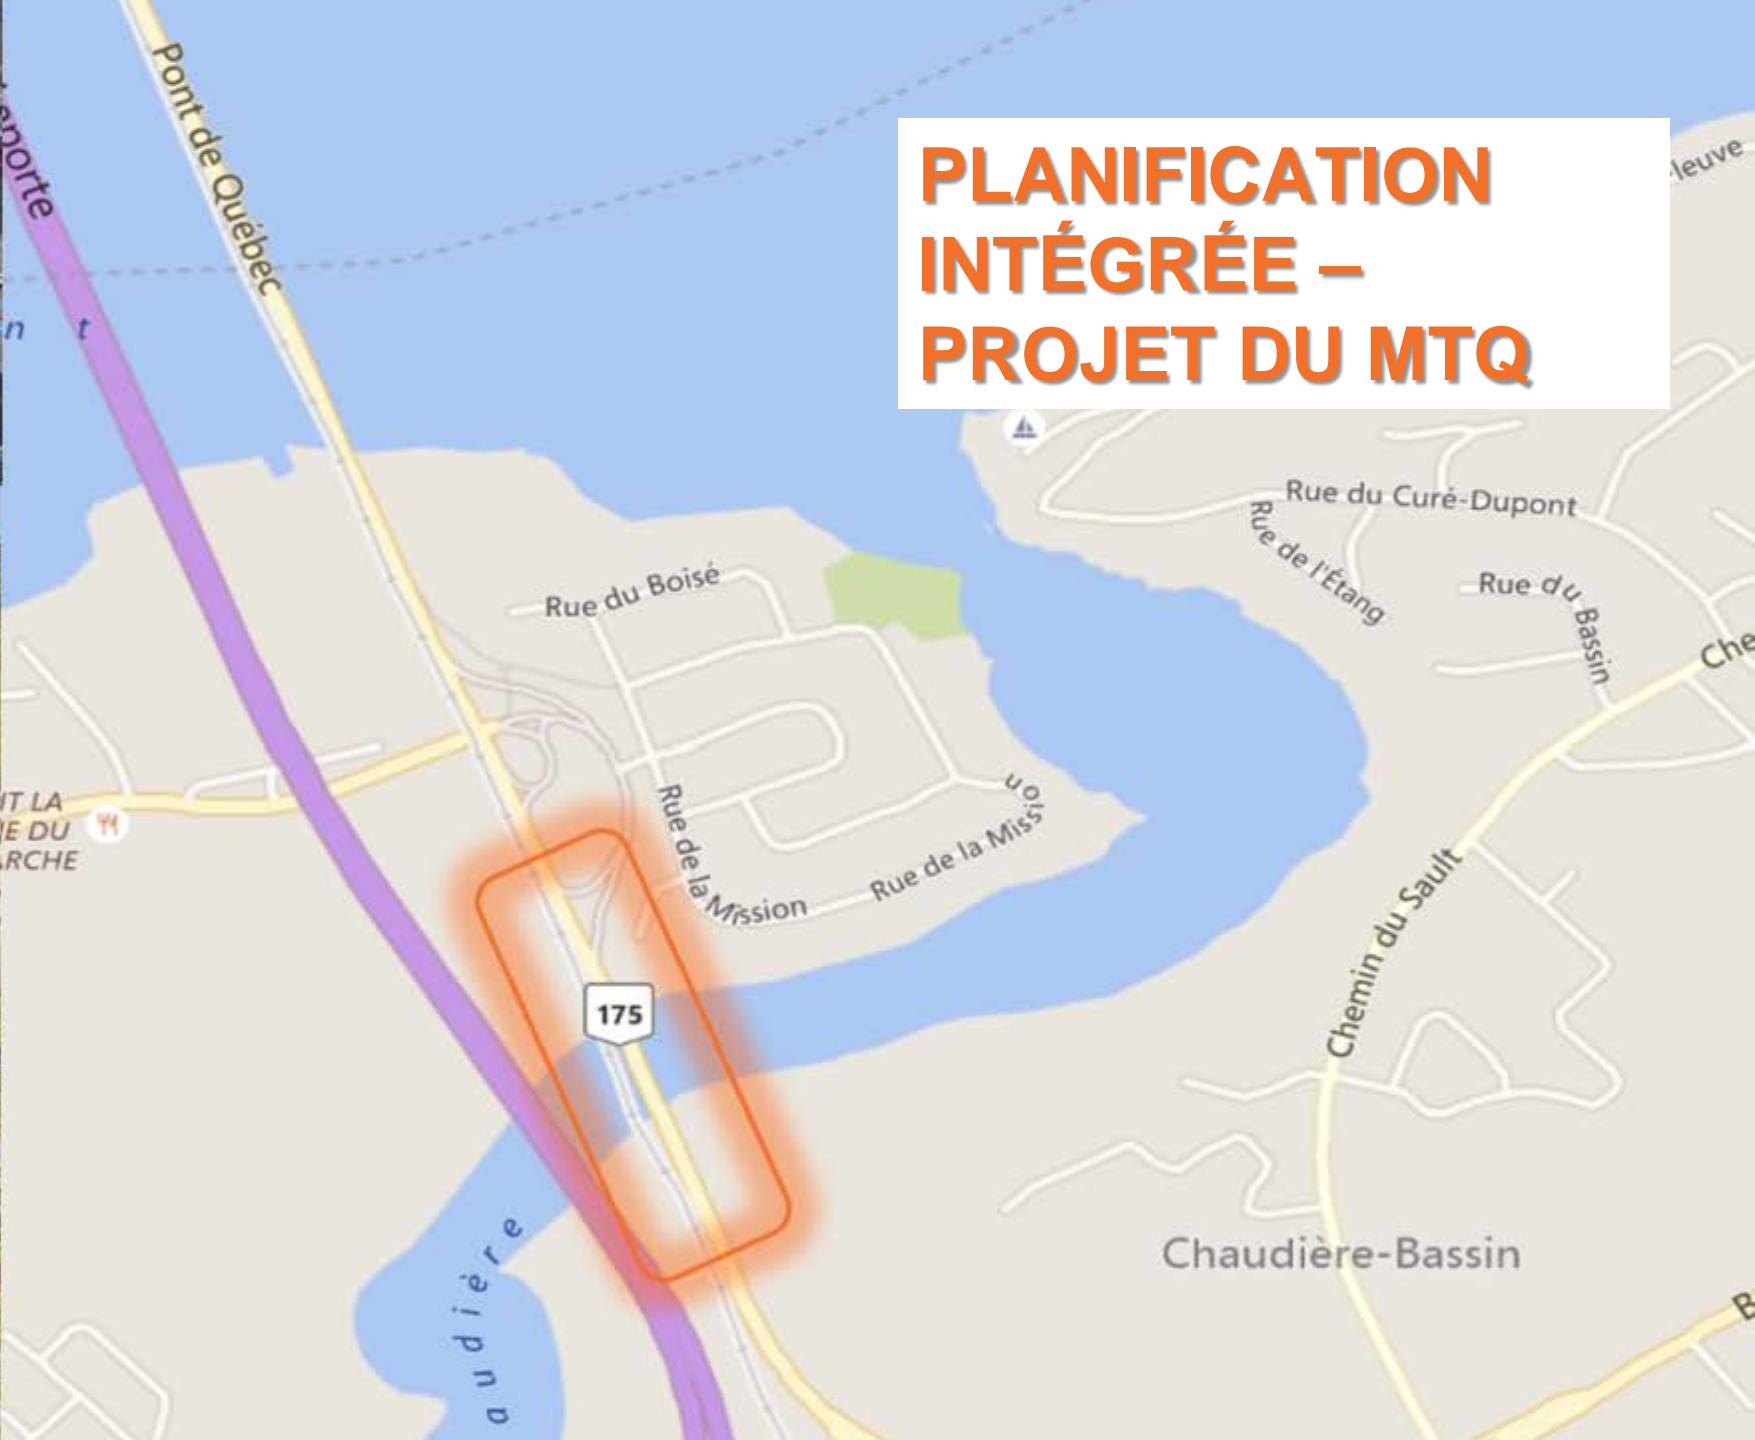 Pont de Québec
PLANIFICATION
INTÉGRÉE –
PROJET DU MTQ
Rue du Curé-Dupont
Rue de l'Étang
Rue du Bassin
Rue du Boisé
Rue de la Mission
Rue de la Mission
175
Chemin du Sault
Chaudière-Bassin